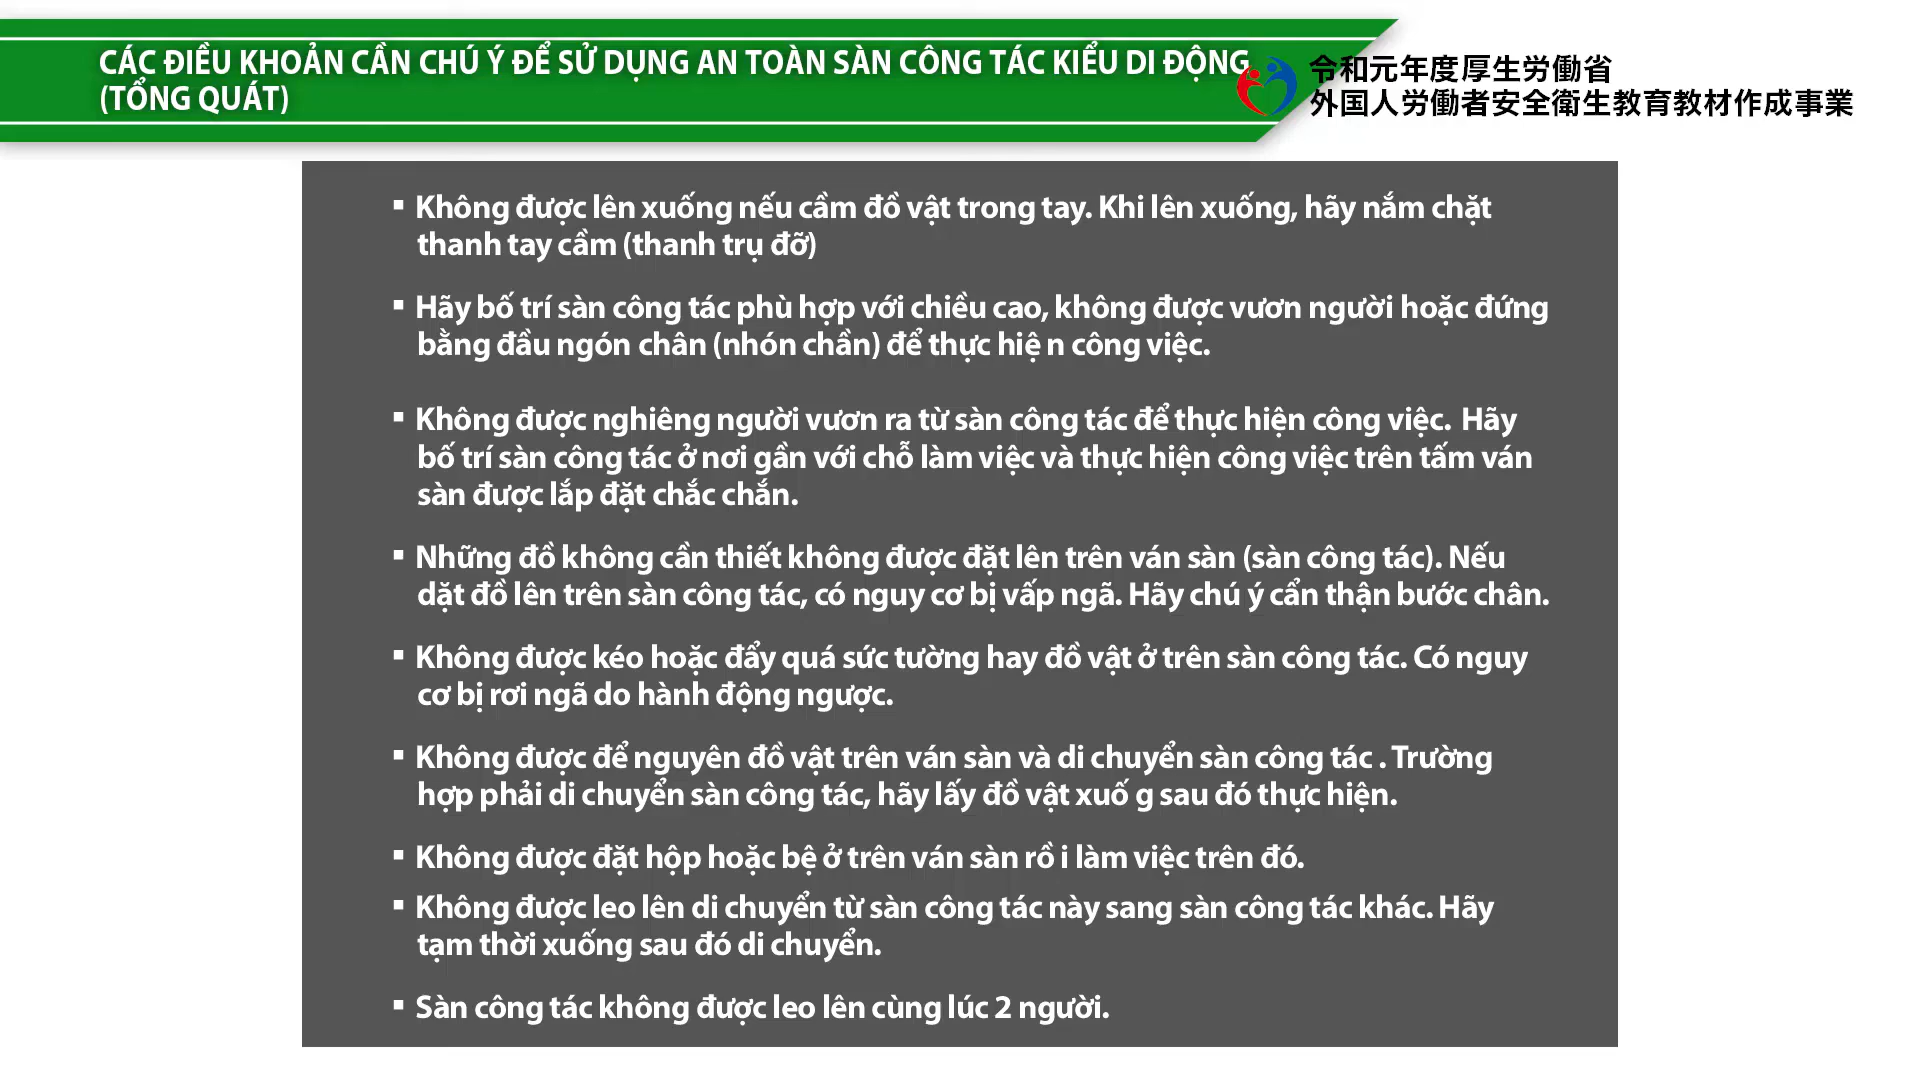 CÁC ĐIỀU KHOẢN CẦN CHÚ Ý ĐỂ SỬ DỤNG AN TOÀN SÀN CÔNG TÁC KIỂU DI ĐỘNG
(TỔNG QUÁT)
令和元年度厚生労働省
外国人労働者安全衛生教育教材作成事業
▪ Không được lên xuống nếu cầm đồ vật trong tay. Khi lên xuống, hãy nắm chặt
thanh tay cầm (thanh trụ đỡ)
▪ Hãy bố trí sàn công tác phù hợp với chiều cao, không được vươn người hoặc đứng
bằng đầu ngón chân (nhón chần) để thực hiệ n công việc.
▪ Không được nghiêng người vươn ra từ sàn công tác để thực hiện công việc. Hãy
bố trí sàn công tác ở nơi gần với chỗ làm việc và thực hiện công việc trên tấm ván
sàn được lắp đặt chắc chắn.
▪ Những đồ không cần thiết không được đặt lên trên ván sàn (sàn công tác). Nếu
dặt đồ lên trên sàn công tác, có nguy cơ bị vấp ngã. Hãy chú ý cẩn thận bước chân.
▪ Không được kéo hoặc đẩy quá sức tường hay đồ vật ở trên sàn công tác. Có nguy
cơ bị rơi ngã do hành động ngược.
▪ Không được để nguyên đồ vật trên ván sàn và di chuyển sàn công tác . Trường
hợp phải di chuyển sàn công tác, hãy lấy đồ vật xuố g sau đó thực hiện.
▪ Không được đặt hộp hoặc bệ ở trên ván sàn rồ i làm việc trên đó.
▪ Không được leo lên di chuyển từ sàn công tác này sang sàn công tác khác. Hãy
tạm thời xuống sau đó di chuyển.
▪ Sàn công tác không được leo lên cùng lúc 2 người.